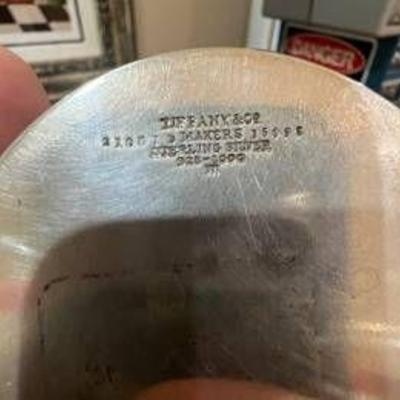 DANGER
TIFFANY & CO
MAKERS
STERLING SILVER
925-1000
M